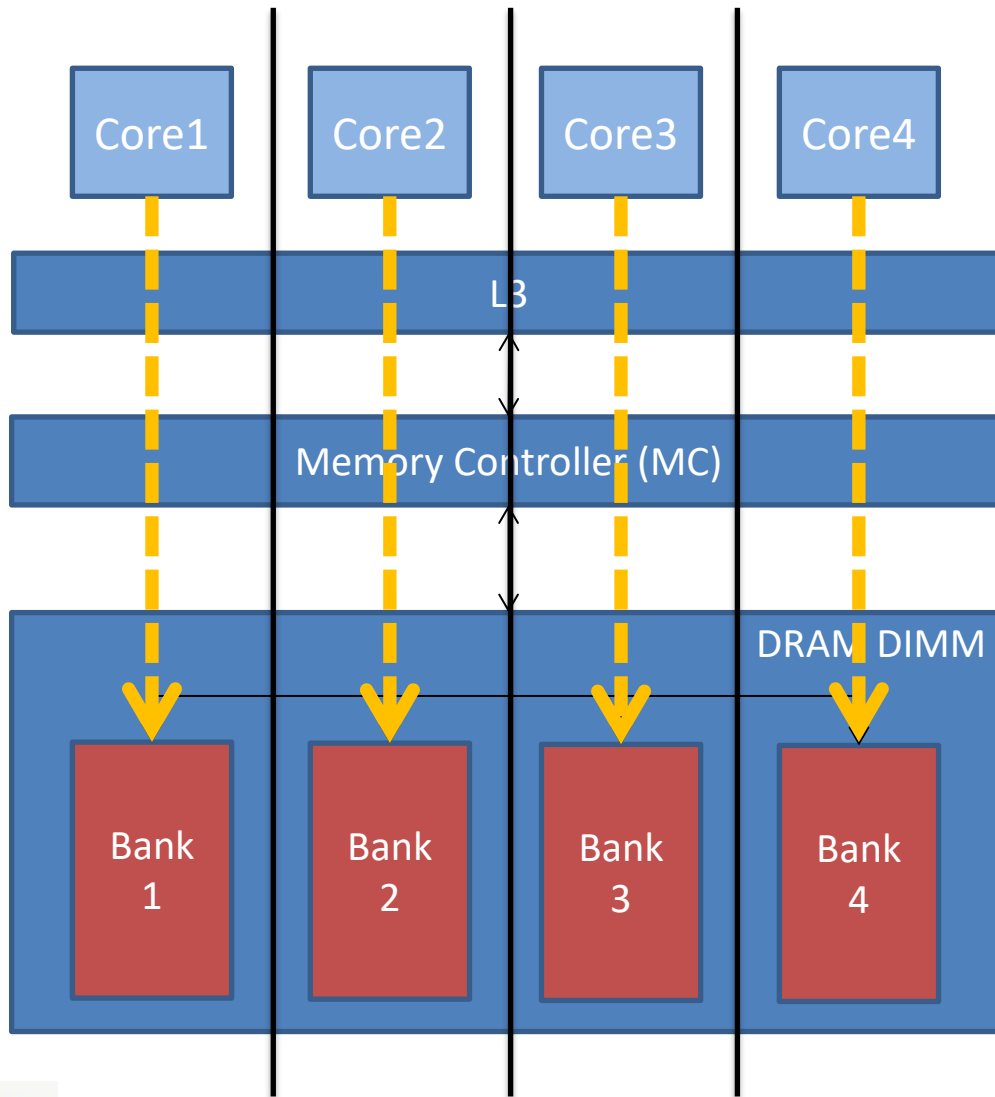 Core1
Core2
Core3
Core4
L3
Memory Controller (MC)
DRAM DIMM
Bank
1
Bank
2
Bank
3
Bank
4